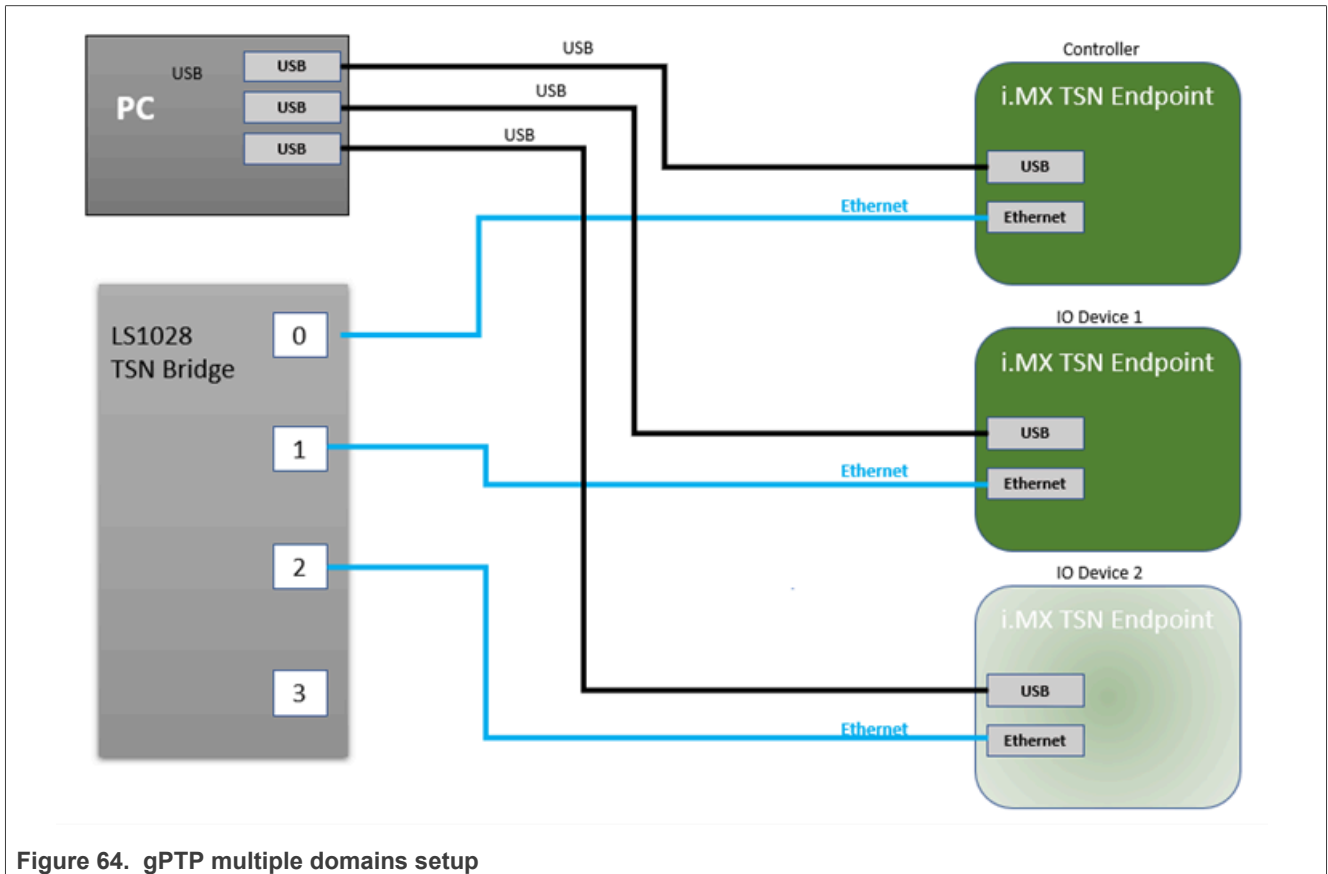 USB
PC
USB
USB
USB
LS1028
TSN Bridge
0
1
2
3
USB
USB
USB
Ethernet
Ethernet
Ethernet
Controller
i.MX TSN Endpoint
USB
Ethernet
IO Device 1
i.MX TSN Endpoint
USB
Ethernet
IO Device 2
i.MX TSN Endpoint
USB
Ethernet
Figure 64. gPTP multiple domains setup